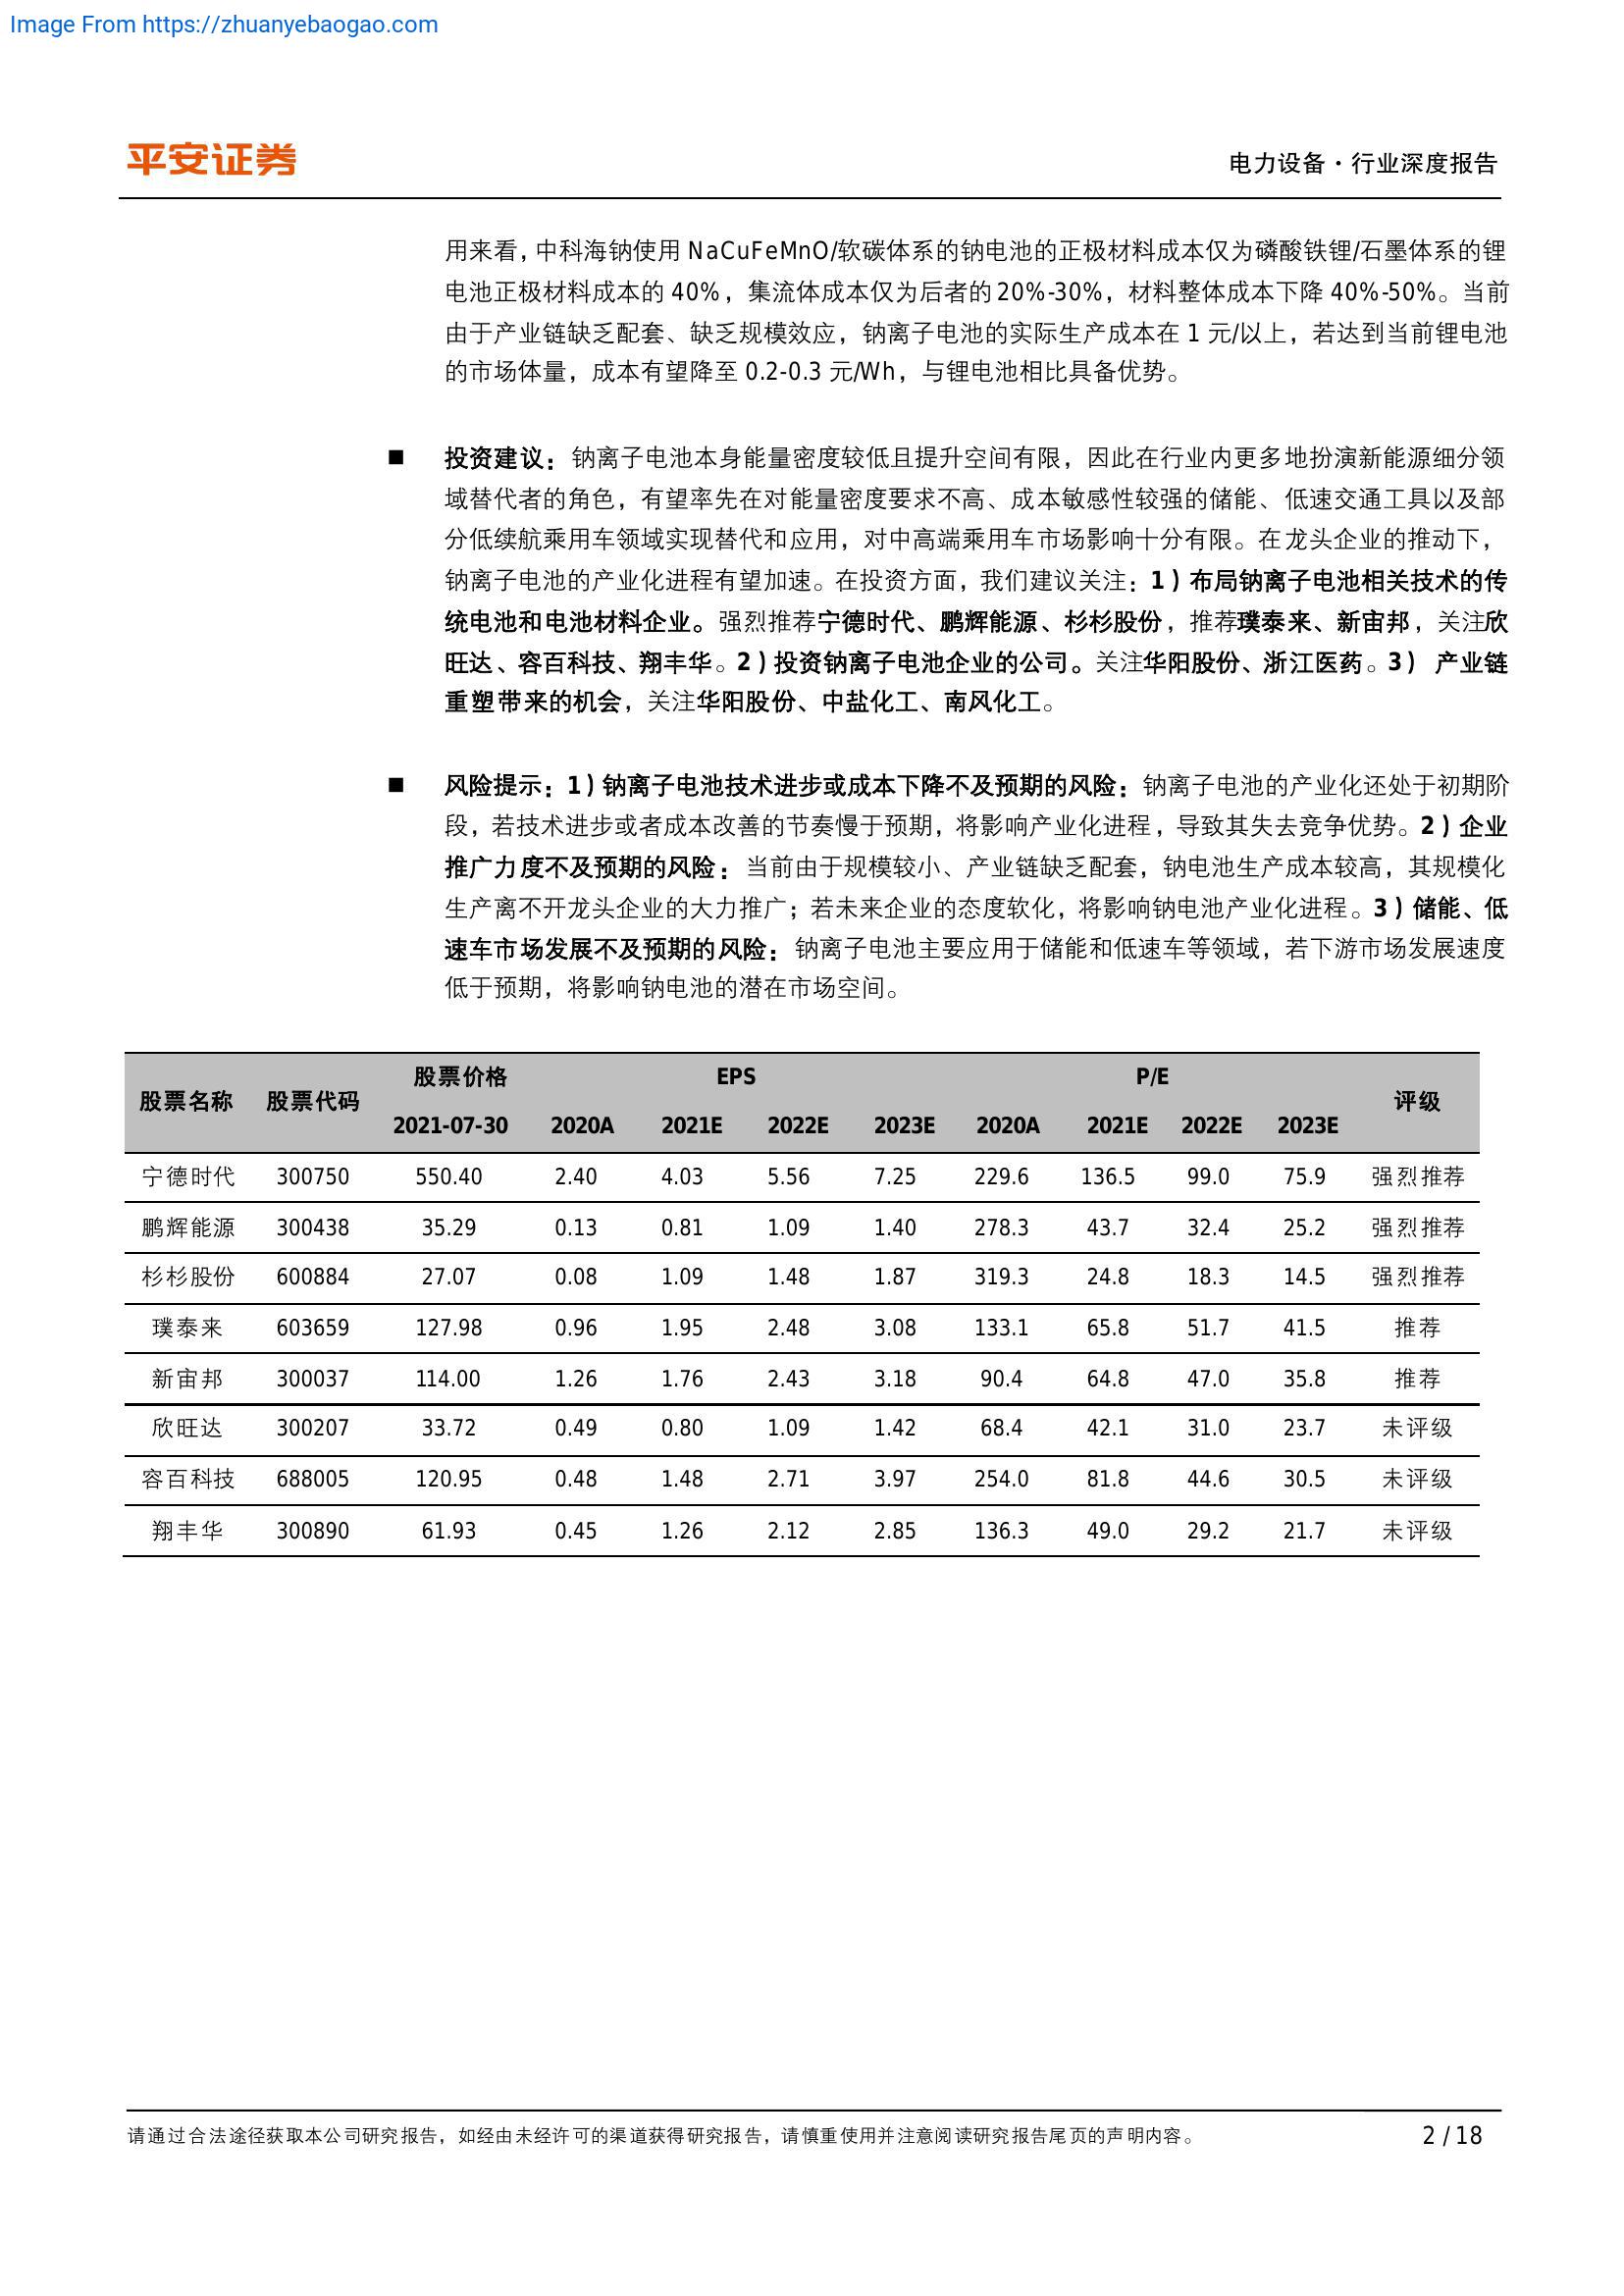 Image From https://zhuanyebaogao.com
平安证券
电力设备·行业深度报告
用来看，中科海钠使用 NaCuFeMnO/软碳体系的钠电池的正极材料成本仅为磷酸铁锂/石墨体系的锂
电池正极材料成本的 40%，集流体成本仅为后者的 20%-30%，材料整体成本下降 40%-50%。当前
由于产业链缺乏配套、缺乏规模效应，钠离子电池的实际生产成本在 1 元/以上，若达到当前锂电池
的市场体量，成本有望降至 0.2-0.3 元/Wh，与锂电池相比具备优势。
■ 投资建议：钠离子电池本身能量密度较低且提升空间有限，因此在行业内更多地扮演新能源细分领
域替代者的角色，有望率先在对能量密度要求不高、成本敏感性较强的储能、低速交通工具以及部
分低续航乘用车领域实现替代和应用，对中高端乘用车市场影响十分有限。在龙头企业的推动下，
钠离子电池的产业化进程有望加速。在投资方面，我们建议关注：1）布局钠离子电池相关技术的传
统电池和电池材料企业。强烈推荐宁德时代、鹏辉能源、杉杉股份，推荐璞泰来、新宙邦，关注欣
旺达、容百科技、翔丰华。2）投资钠离子电池企业的公司。关注华阳股份、浙江医药。3） 产业链
重塑带来的机会，关注华阳股份、中盐化工、南风化工。
■ 风险提示：1）钠离子电池技术进步或成本下降不及预期的风险：钠离子电池的产业化还处于初期阶
段，若技术进步或者成本改善的节奏慢于预期，将影响产业化进程，导致其失去竞争优势。2）企业
推广力度不及预期的风险：当前由于规模较小、产业链缺乏配套，钠电池生产成本较高，其规模化
生产离不开龙头企业的大力推广；若未来企业的态度软化，将影响钠电池产业化进程。3）储能、低
速车市场发展不及预期的风险：钠离子电池主要应用于储能和低速车等领域，若下游市场发展速度
低于预期，将影响钠电池的潜在市场空间。
股票名称 股票代码 股票价格 EPS P/E 评级
2021-07-30 2020A 2021E 2022E 2023E 2020A 2021E 2022E 2023E
宁德时代 300750 550.40 2.40 4.03 5.56 7.25 229.6 136.5 99.0 75.9 强烈推荐
鹏辉能源 300438 35.29 0.13 0.81 1.09 1.40 278.3 43.7 32.4 25.2 强烈推荐
杉杉股份 600884 27.07 0.08 1.09 1.48 1.87 319.3 24.8 18.3 14.5 强烈推荐
璞泰来 603659 127.98 0.96 1.95 2.48 3.08 133.1 65.8 51.7 41.5 推荐
新宙邦 300037 114.00 1.26 1.76 2.43 3.18 90.4 64.8 47.0 35.8 推荐
欣旺达 300207 33.72 0.49 0.80 1.09 1.42 68.4 42.1 31.0 23.7 未评级
容百科技 688005 120.95 0.48 1.48 2.71 3.97 254.0 81.8 44.6 30.5 未评级
翔丰华 300890 61.93 0.45 1.26 2.12 2.85 136.3 49.0 29.2 21.7 未评级
请通过合法途径获取本公司研究报告，如经由未经许可的渠道获得研究报告，请慎重使用并注意阅读研究报告尾页的声明内容。 2 / 18